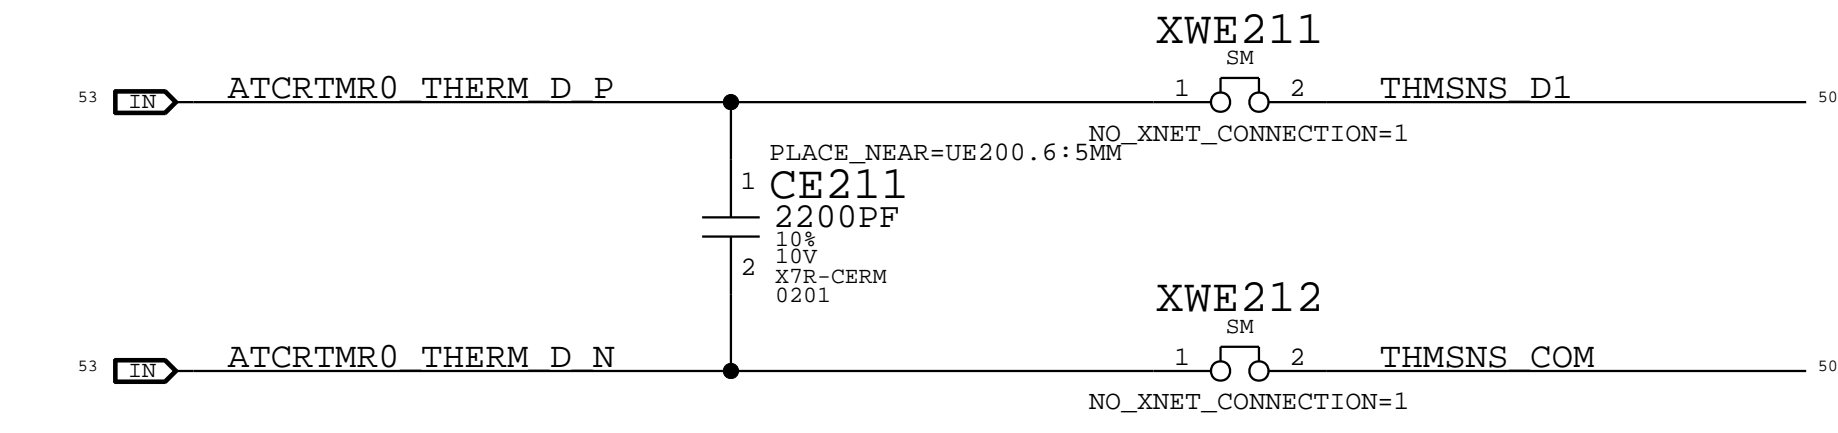 XWE211
SM
53 IN ATCRTMR0_THERM_D_P 1 2 THMSNS_D1 50
NO_XNET_CONNECTION=1
PLACE_NEAR=UE200.6:5MM
1 CE211
2200PF
10%
10V
2 X7R-CERM
0201
XWE212
SM
53 IN ATCRTMR0_THERM_D_N 1 2 THMSNS_COM 50
NO_XNET_CONNECTION=1